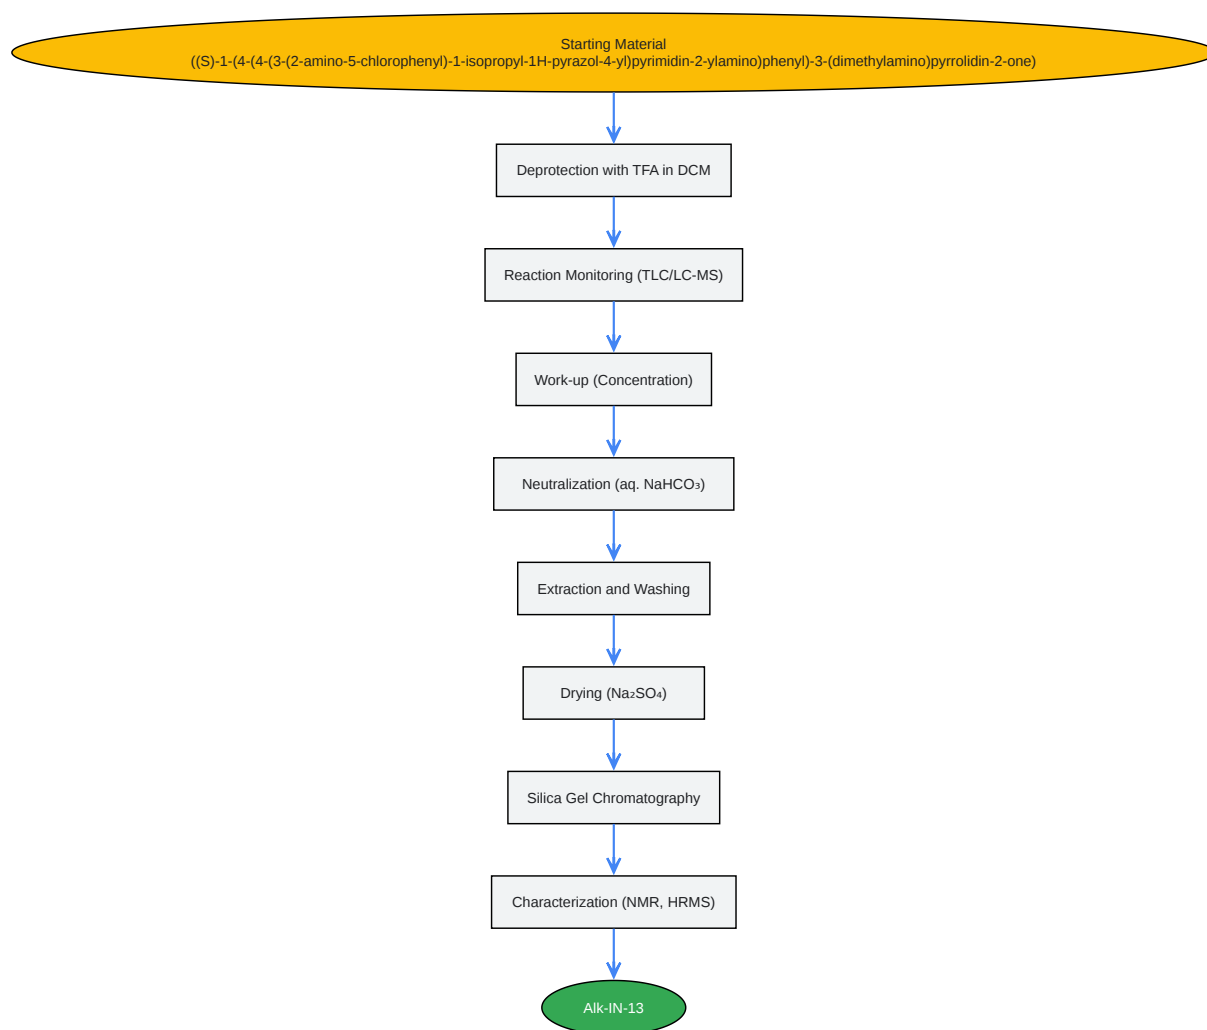 Starting Material
((S)-1-(4-(4-(3-(2-amino-5-chlorophenyl)-1-isopropyl-1H-pyrazol-4-yl)pyrimidin-2-ylamino)phenyl)-3-(dimethylamino)pyrrolidin-2-one)
Deprotection with TFA in DCM
Reaction Monitoring (TLC/LC-MS)
Work-up (Concentration)
Neutralization (aq. NaHCO₃)
Extraction and Washing
Drying (Na₂SO₄)
Silica Gel Chromatography
Characterization (NMR, HRMS)
Alk-IN-13